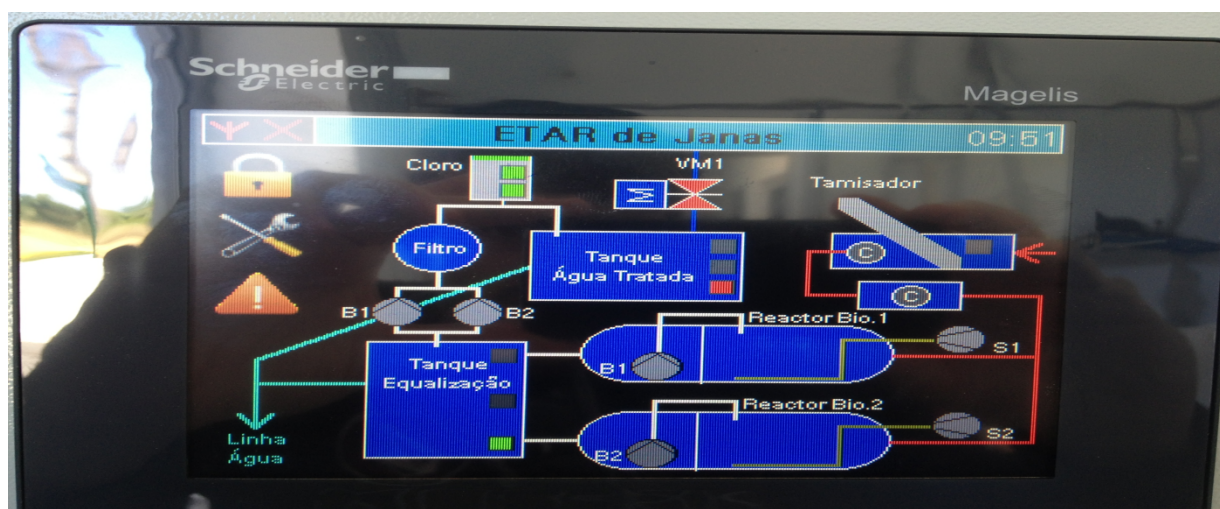 Schneider
Electric
Magelis
ETAR de Janas
09:51
Cloro
VM1
Tamisador
M
Filtro
Tanque
Água Tratada
C
C
B1
B2
Reactor Bio.1
S1
B1
Tanque
Equalização
Reactor Bio.2
S2
B2
Linha
Água